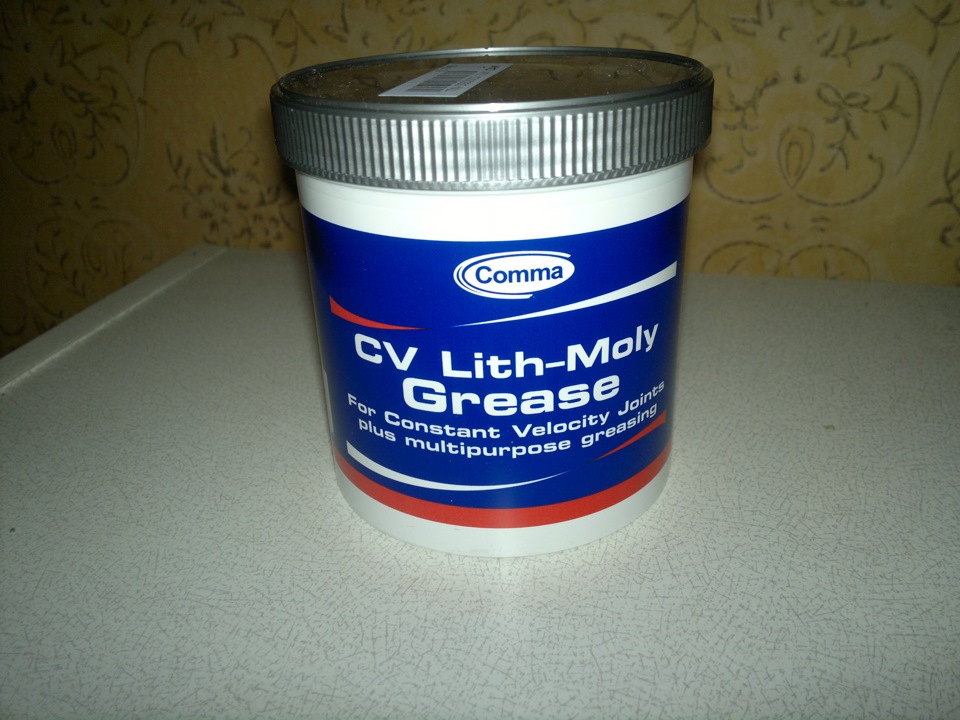 Comma
CV Lith-Moly
Grease
For Constant Velocity Joints
plus multipurpose greasing